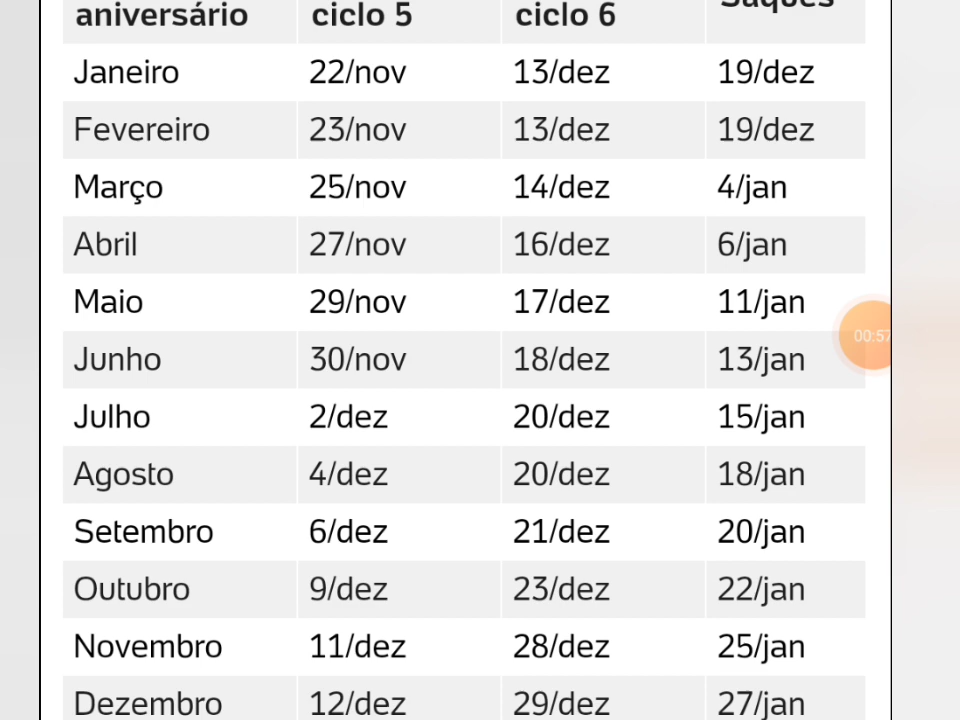 aniversário ciclo 5 ciclo 6 Saques
Janeiro 22/nov 13/dez 19/dez
Fevereiro 23/nov 13/dez 19/dez
Março 25/nov 14/dez 4/jan
Abril 27/nov 16/dez 6/jan
Maio 29/nov 17/dez 11/jan
Junho 30/nov 18/dez 13/jan
Julho 2/dez 20/dez 15/jan
Agosto 4/dez 20/dez 18/jan
Setembro 6/dez 21/dez 20/jan
Outubro 9/dez 23/dez 22/jan
Novembro 11/dez 28/dez 25/jan
Dezembro 12/dez 29/dez 27/jan
00:57